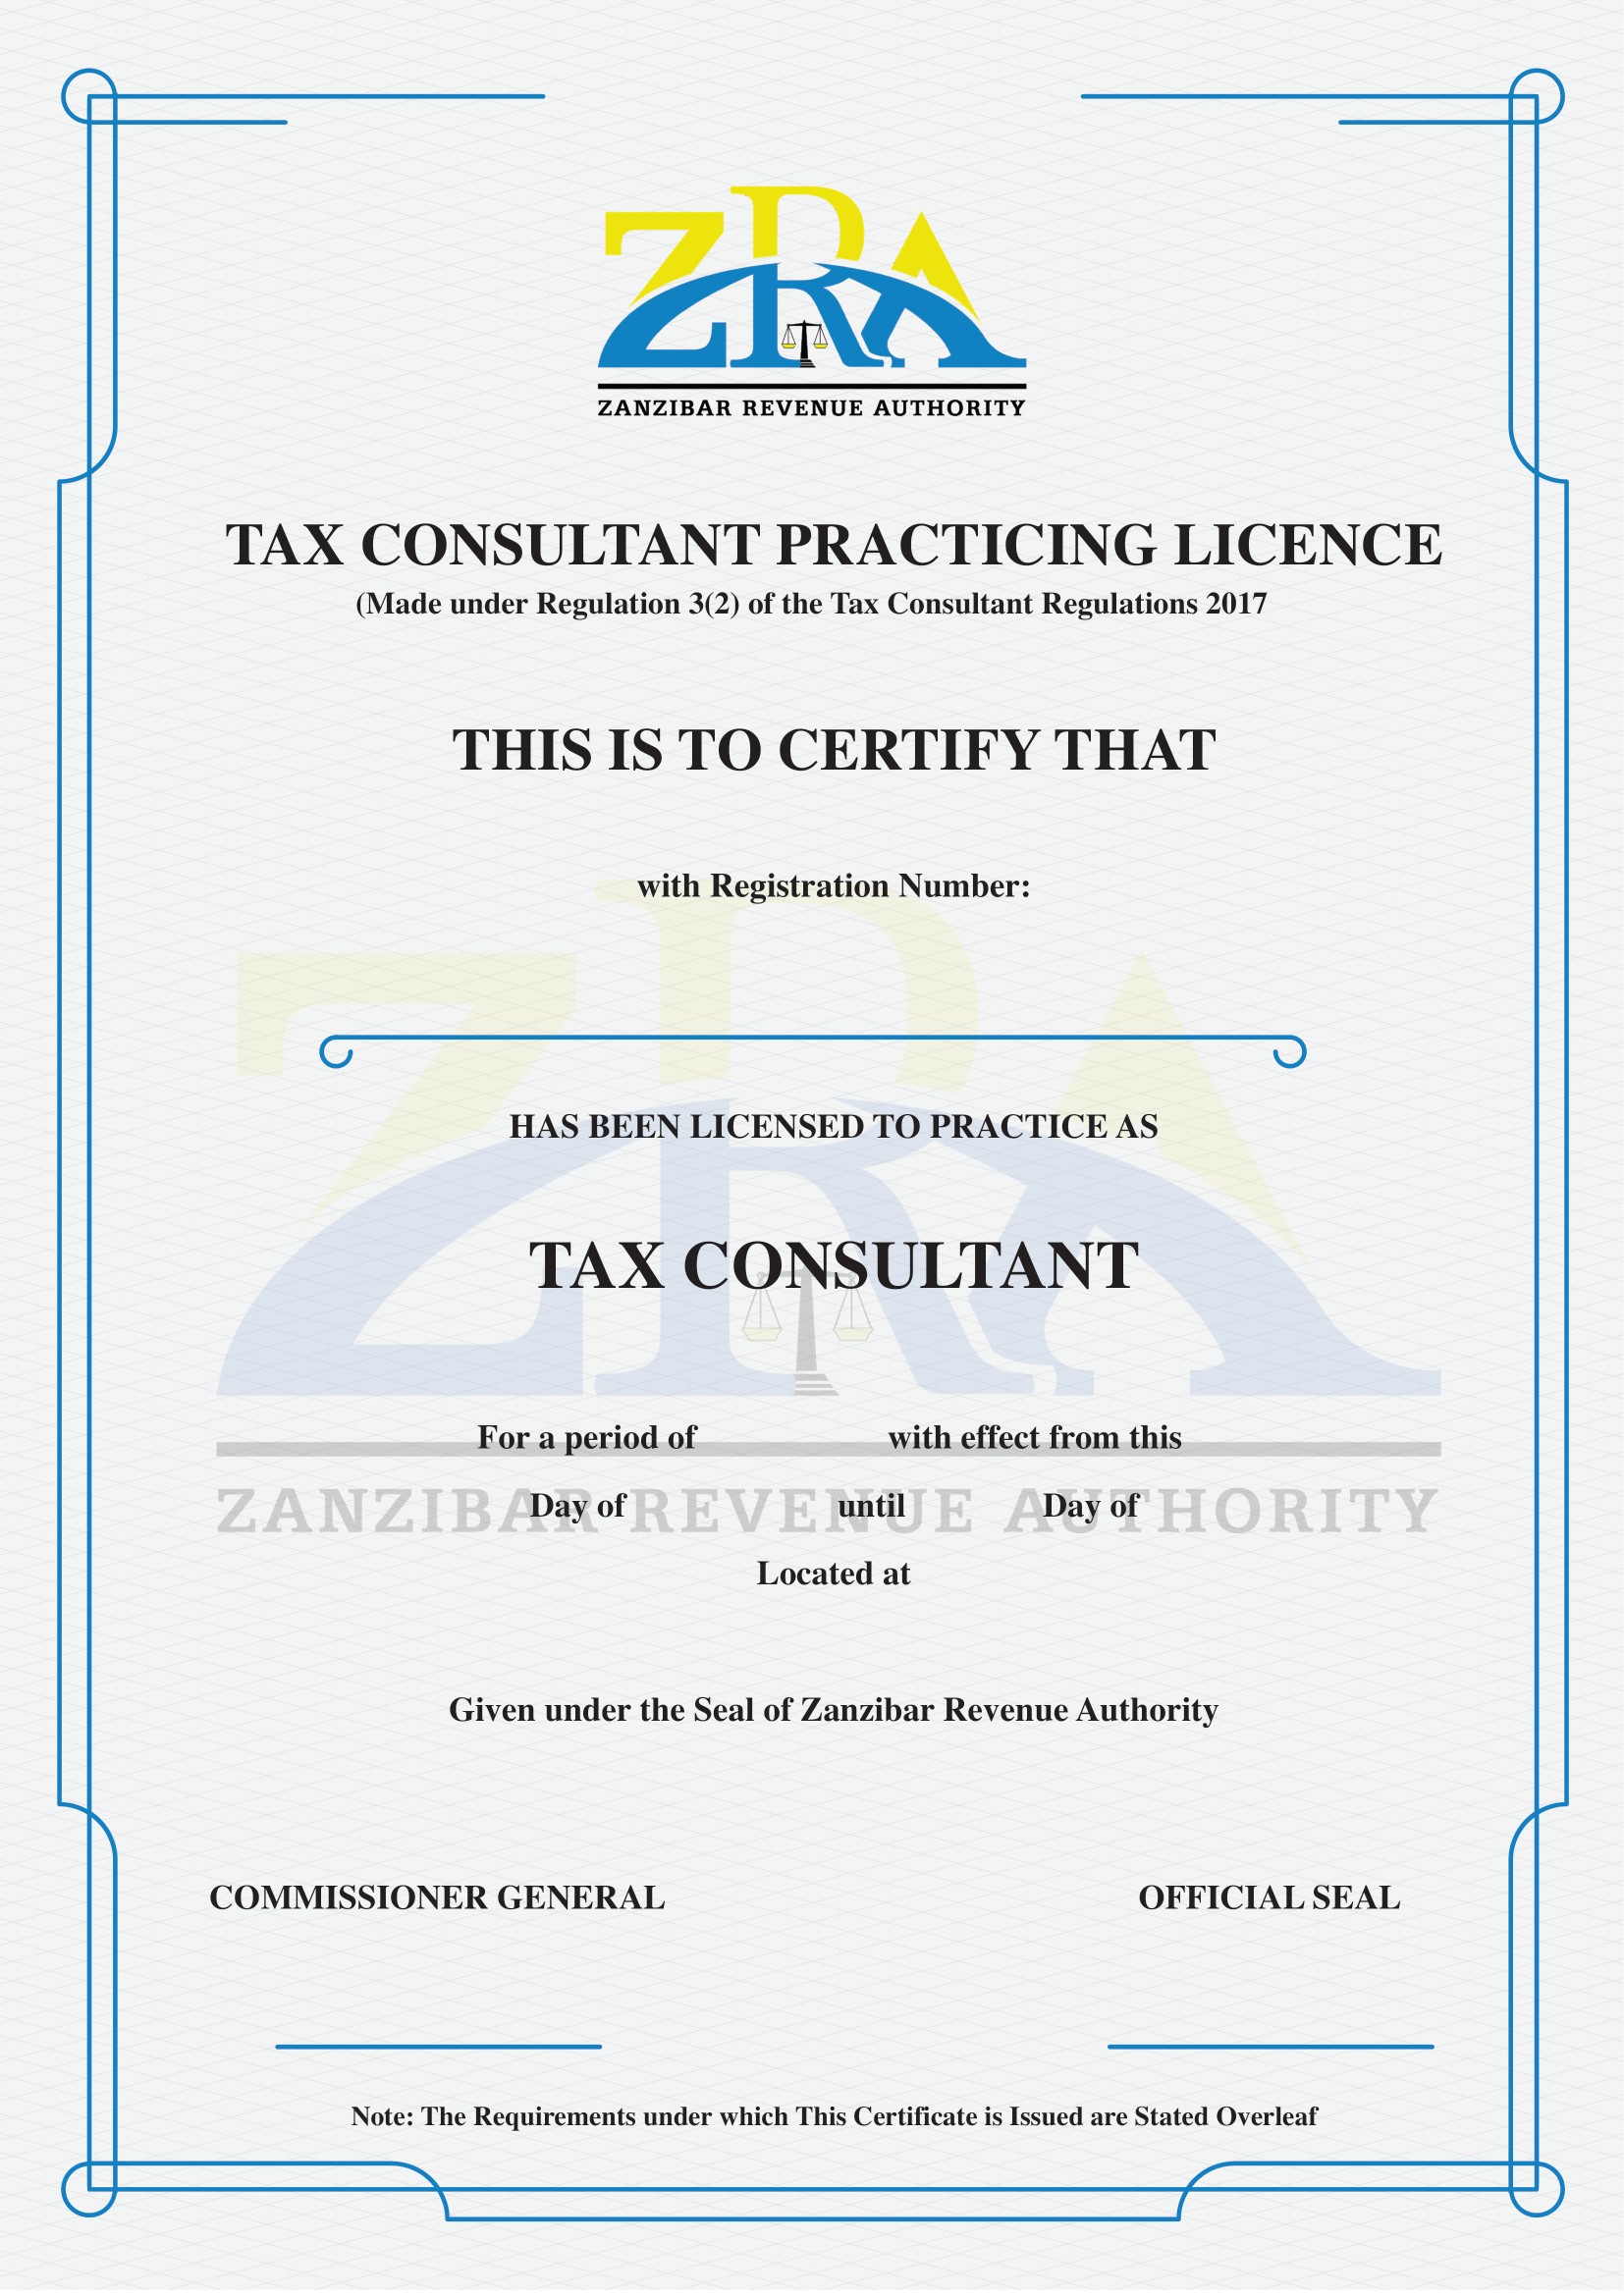 ZRA
ZANZIBAR REVENUE AUTHORITY
TAX CONSULTANT PRACTICING LICENCE
(Made under Regulation 3(2) of the Tax Consultant Regulations 2017
THIS IS TO CERTIFY THAT
with Registration Number:
ZRA
HAS BEEN LICENSED TO PRACTICE AS
TAX CONSULTANT
For a period of with effect from this
ZANZIBAR REVENUE AUTHORITY
Day of until Day of
Located at
Given under the Seal of Zanzibar Revenue Authority
COMMISSIONER GENERAL OFFICIAL SEAL
Note: The Requirements under which This Certificate is Issued are Stated Overleaf